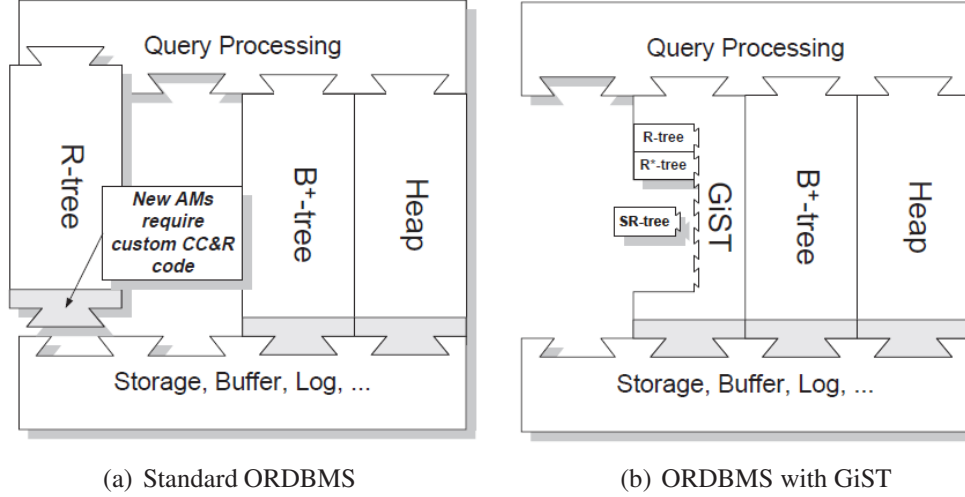 Query Processing
R-tree
New AMs
require
custom CC&R
code
B+-tree
Heap
Storage, Buffer, Log, ...
(a) Standard ORDBMS
Query Processing
R-tree
R*-tree
SR-tree
GiST
B+-tree
Heap
Storage, Buffer, Log, ...
(b) ORDBMS with GiST